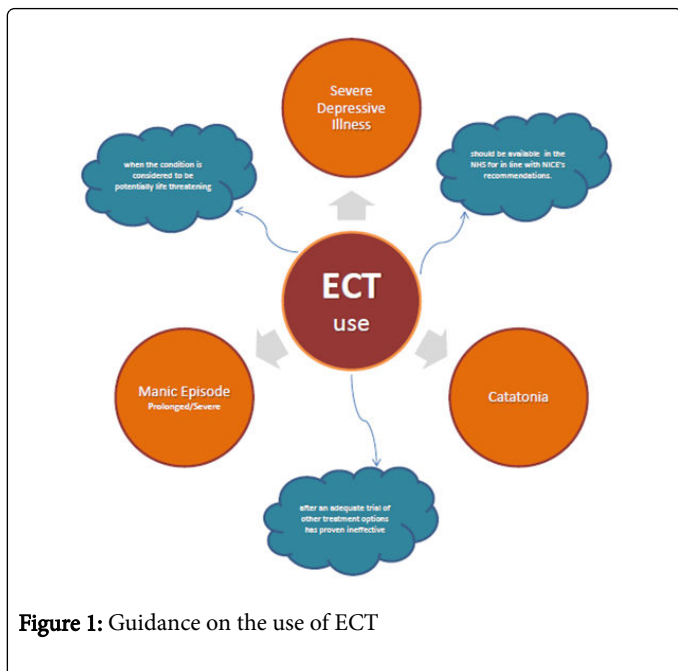 Severe
Depressive
Illness
when the condition is
considered to be
potentially life threatening
should be available in the
NHS for in line with NICE's
recommendations.
ECT
use
Manic Episode
Prolonged/Severe
Catatonia
after an adequate trial of
other treatment options
has proven ineffective
Figure 1: Guidance on the use of ECT